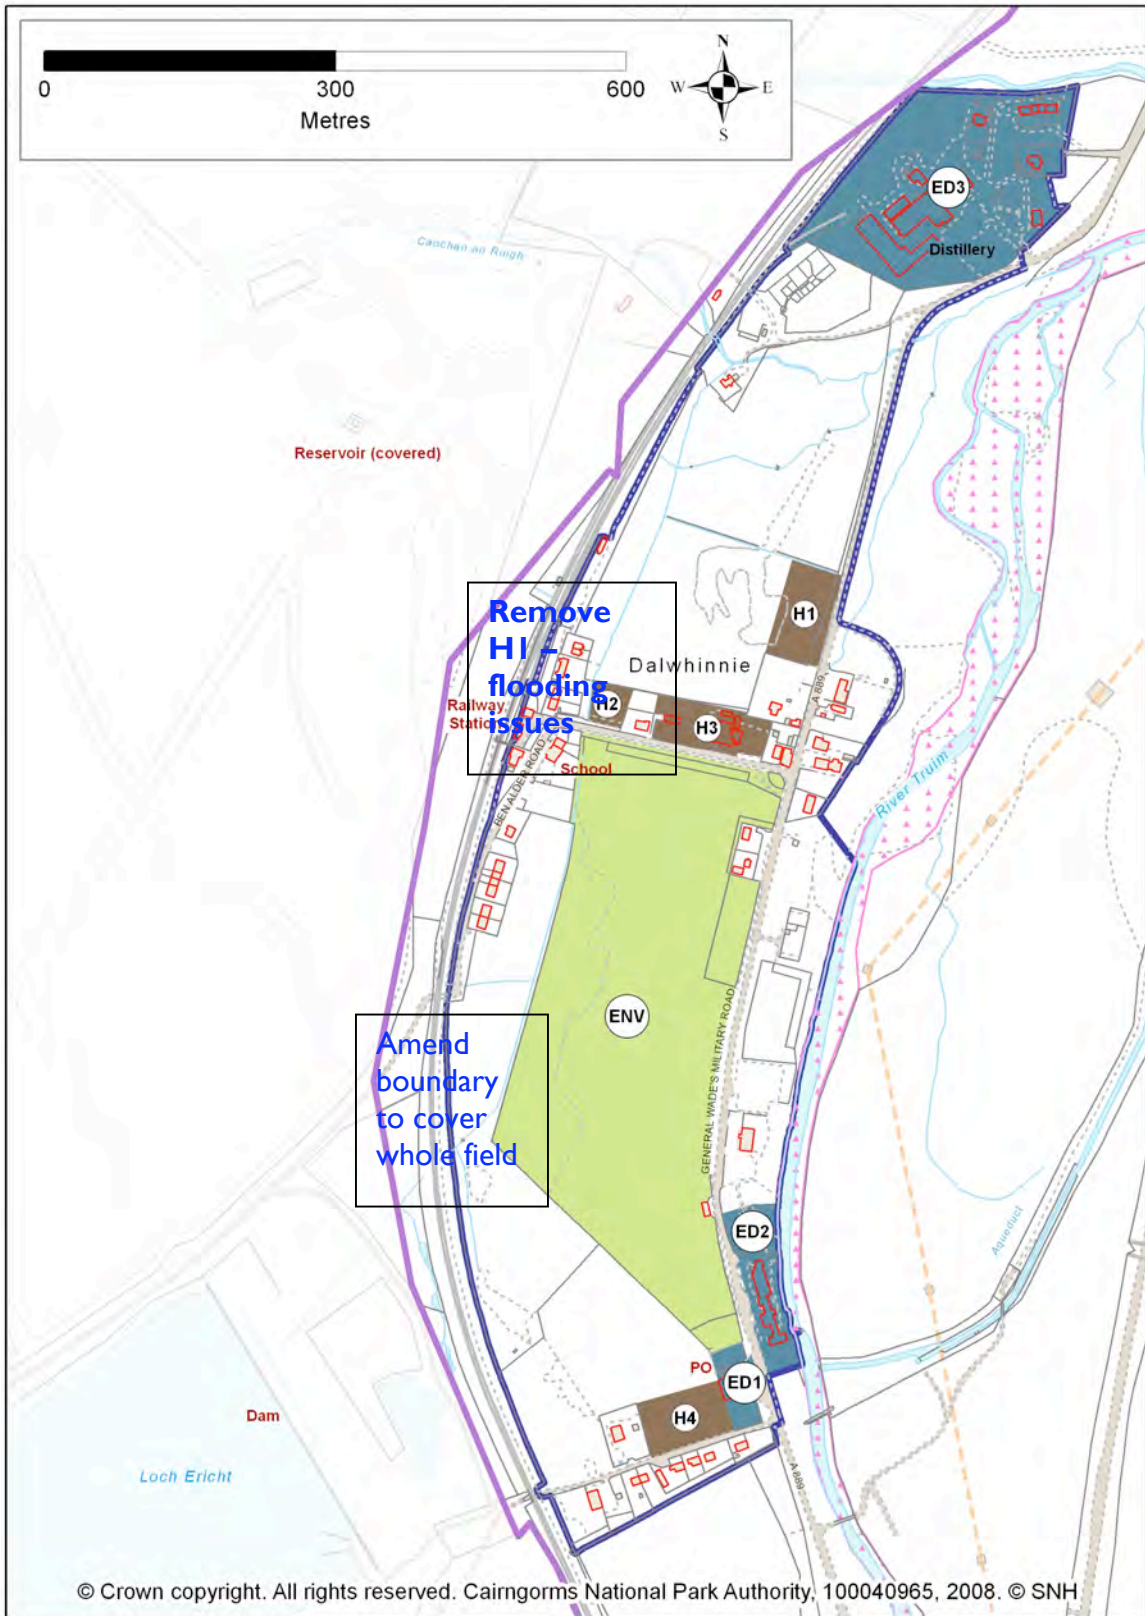 0 300 600
Metres
N
W E
S
ED3
Distillery
Caochan an Ruigh
Reservoir (covered)
H1
Remove
H1 –
flooding
issues
Dalwhinnie
A 889
H2
H3
Railway
Station
School
BEN ALDER ROAD
River Truim
ENV
GENERAL WADE'S MILITARY ROAD
Amend
boundary
to cover
whole field
ED2
Aqueduct
PO
ED1
H4
Dam
Loch Ericht
A 889
© Crown copyright. All rights reserved. Cairngorms National Park Authority, 100040965, 2008. © SNH